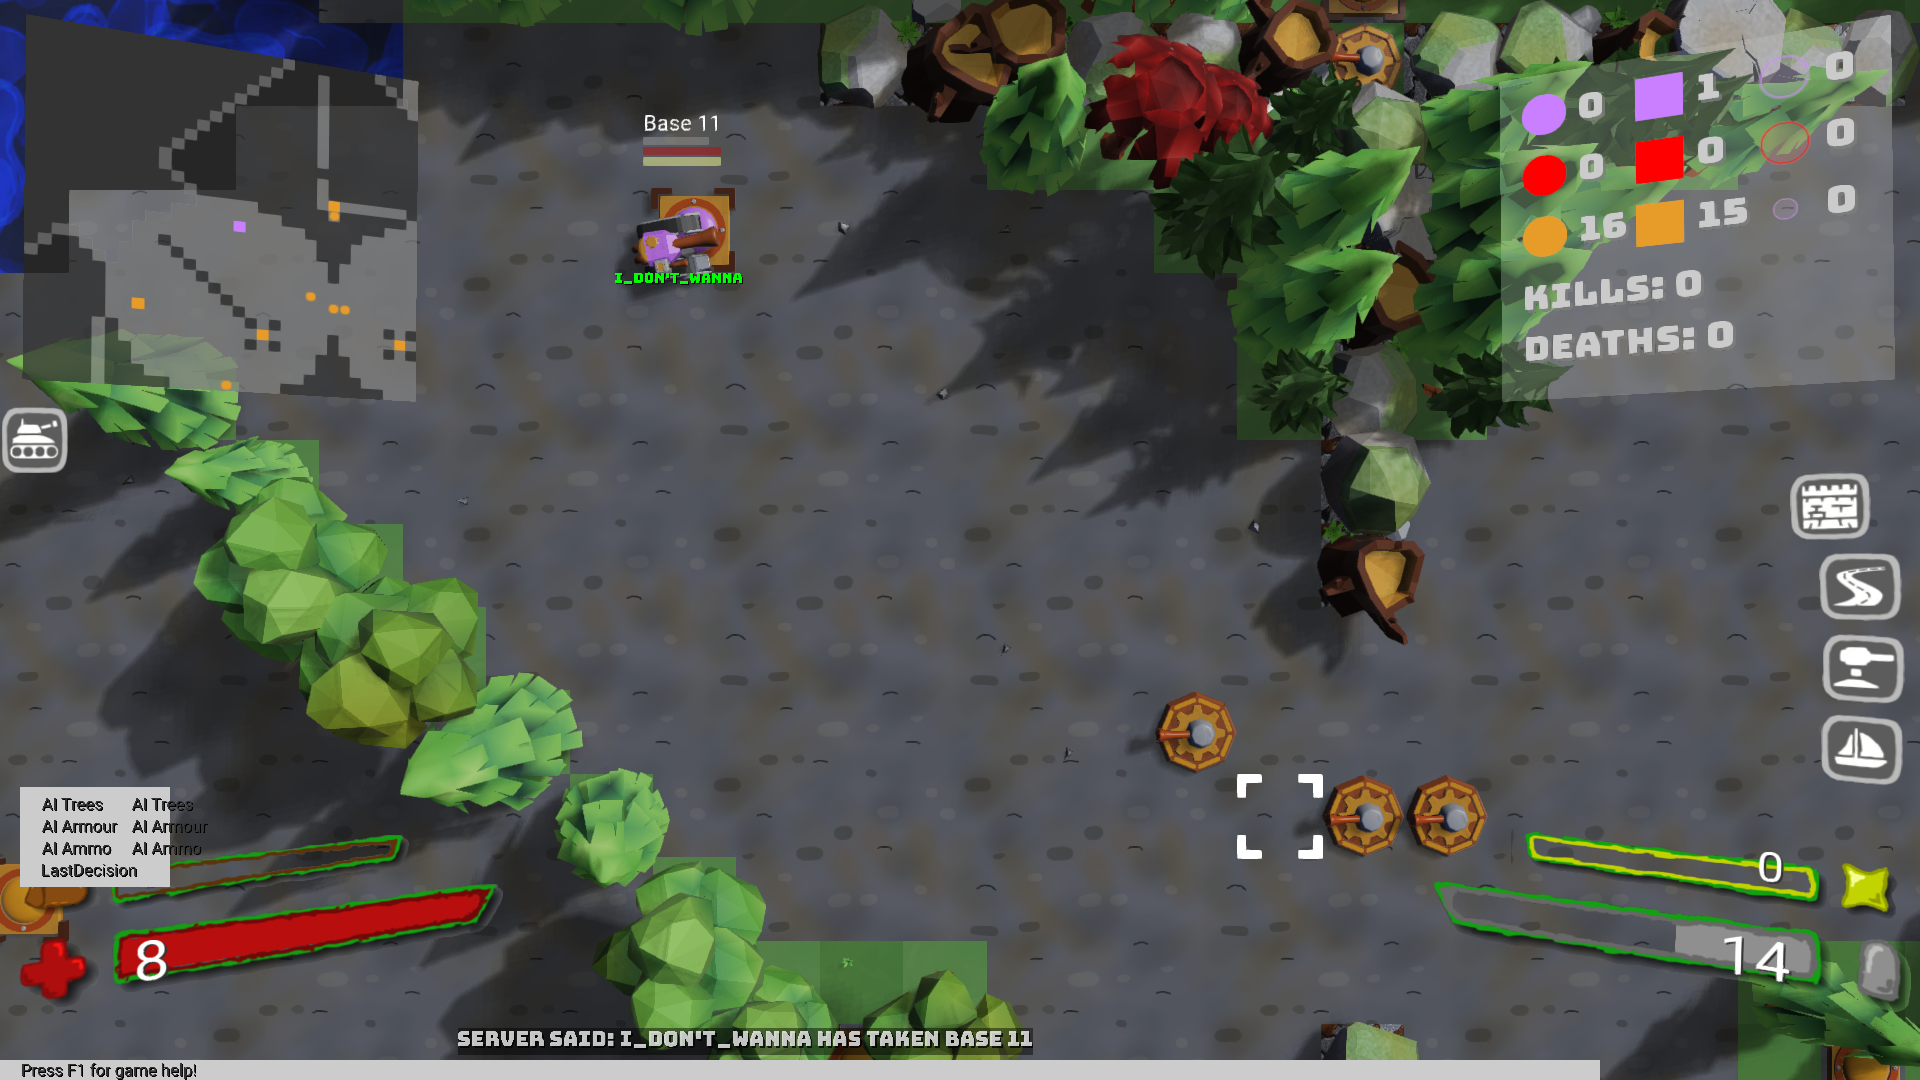 Base 11
I_DON'T_WANNA
0 1 0
0 0 0
16 15 0
KILLS: 0
DEATHS: 0
AI Trees AI Trees
AI Armour AI Armour
AI Ammo AI Ammo
LastDecision
8
0
14
SERVER SAID: I_DON'T_WANNA HAS TAKEN BASE 11
Press F1 for game help!